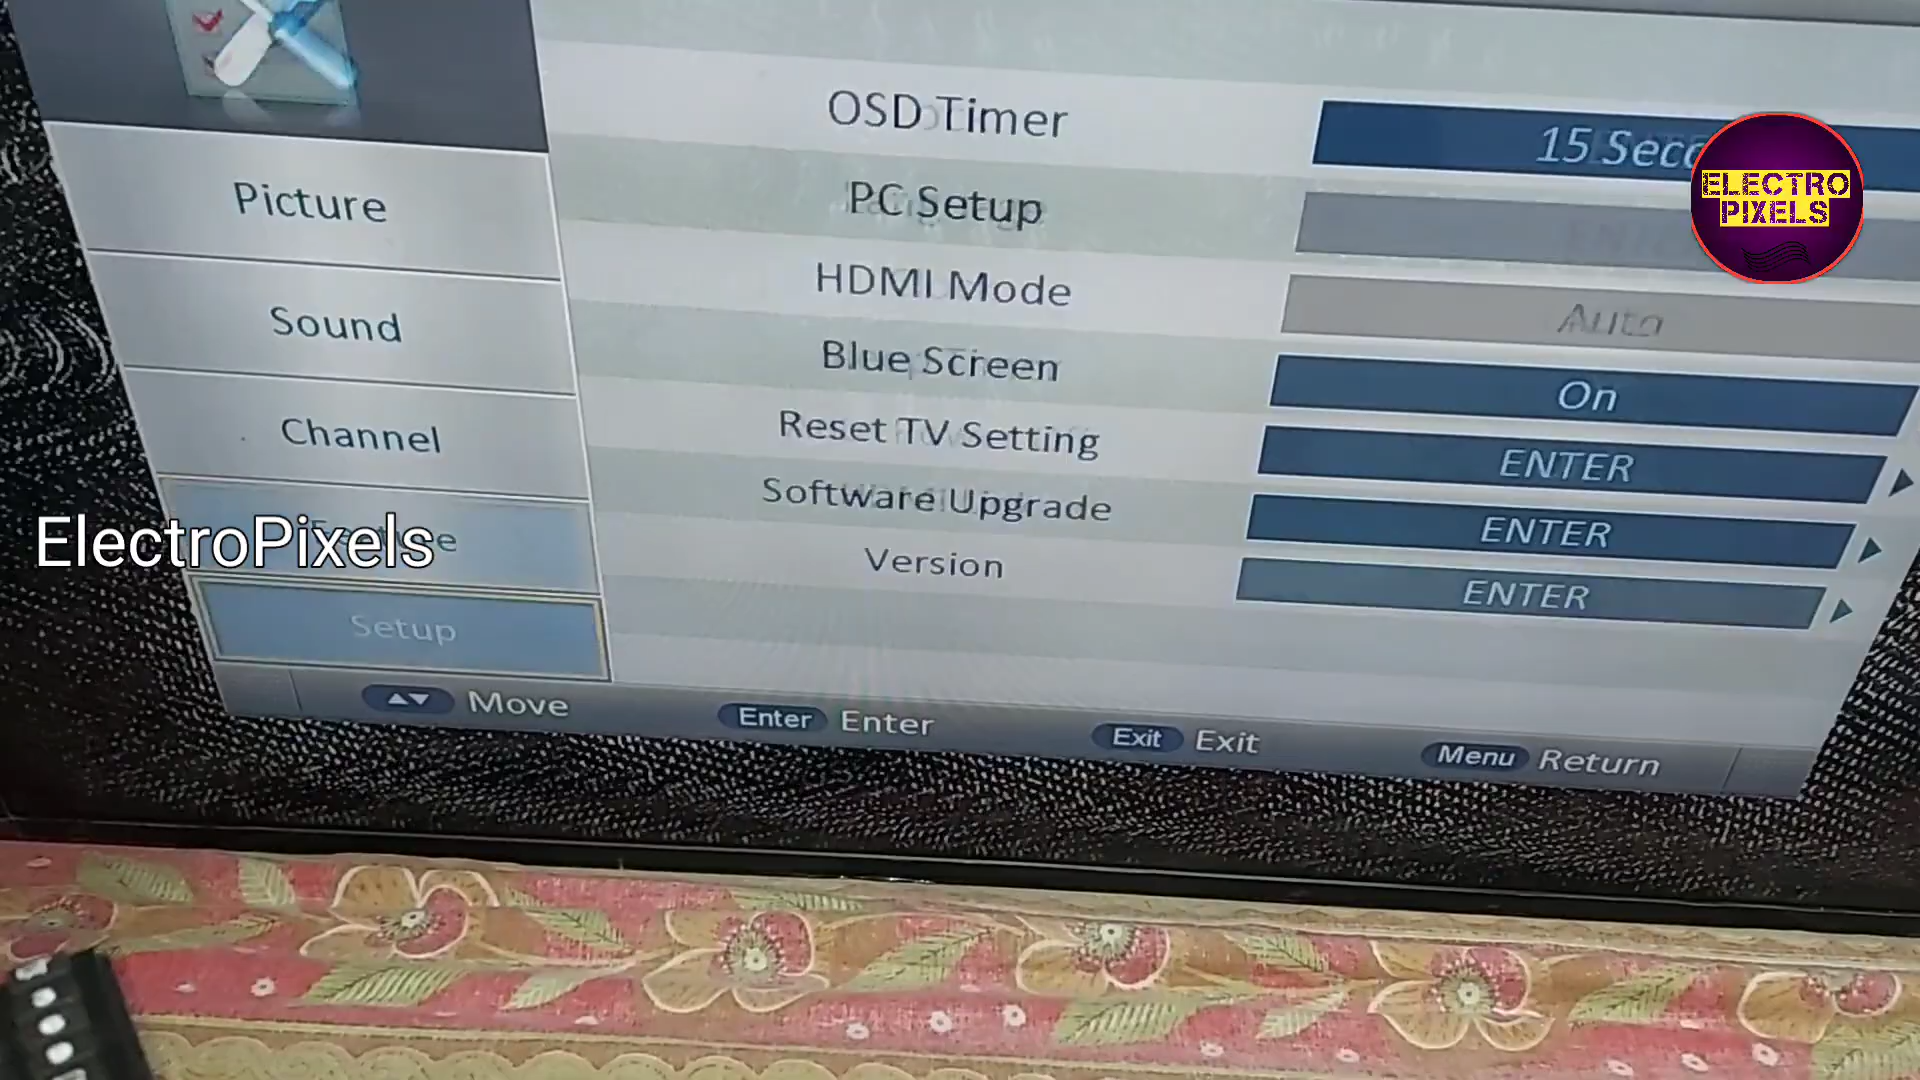 OSD Timer
15 Seco
ELECTRO
PIXELS
Picture
PC Setup
HDMI Mode
Auto
Sound
Blue Screen
On
Channel
Reset TV Setting
ENTER
Software Upgrade
ENTER
ElectroPixels
Version
ENTER
Setup
Move
Enter Enter
Exit Exit
Menu Return